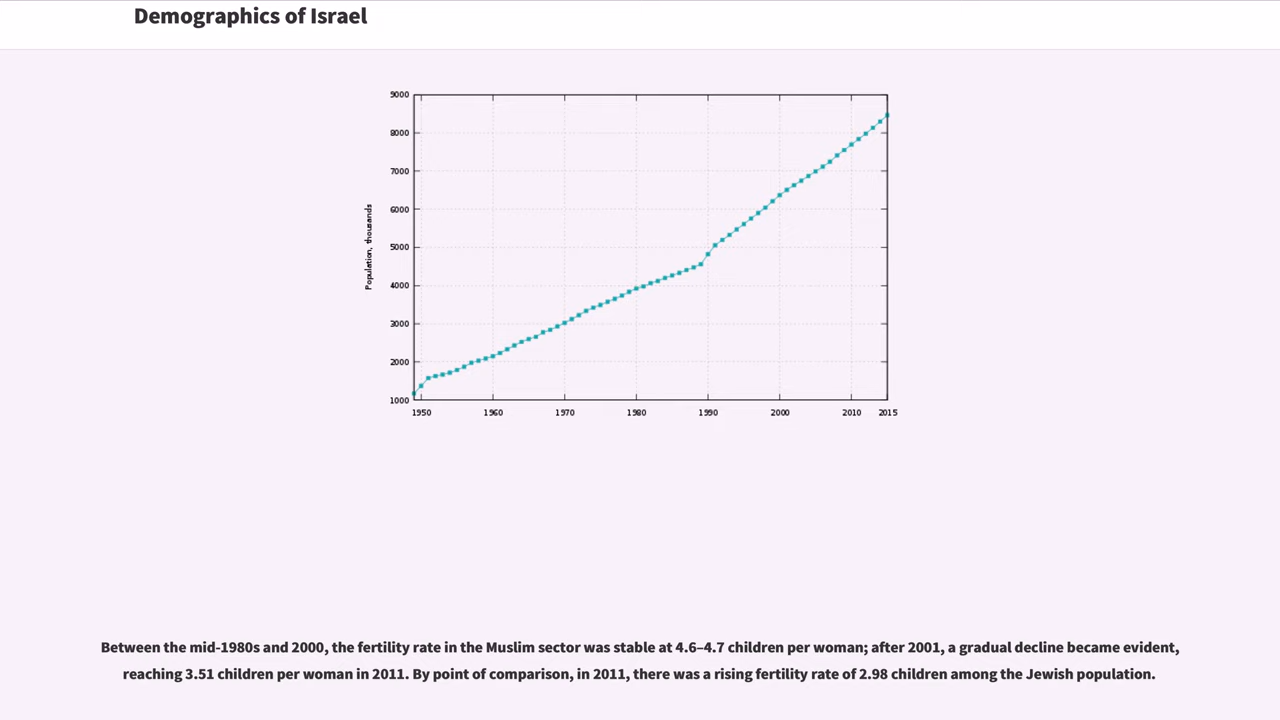 Demographics of Israel
9000
8000
7000
6000
5000
4000
3000
2000
1000
Population, thousands
1950 1960 1970 1980 1990 2000 2010 2015
Between the mid-1980s and 2000, the fertility rate in the Muslim sector was stable at 4.6–4.7 children per woman; after 2001, a gradual decline became evident,
reaching 3.51 children per woman in 2011. By point of comparison, in 2011, there was a rising fertility rate of 2.98 children among the Jewish population.